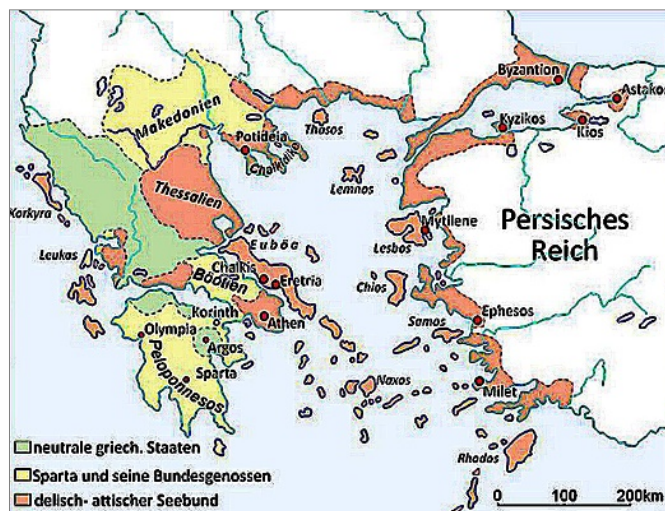 Byzantion
Astakos
Makedonien
Kyzikos
Kios
Thasos
Potideia
Chalkidike
Lemnos
Thessalien
Korkyra
Mytilene
Lesbos
Persisches
Reich
Leukas
Euböa
Chalkis
Eretria
Böotien
Chios
Korinth
Athen
Ephesos
Samos
Olympia
Argos
Peloponnesos
Sparta
Naxos
Milet
Rhodos
neutrale griech. Staaten
Sparta und seine Bundesgenossen
delisch- attischer Seebund
0 100 200km